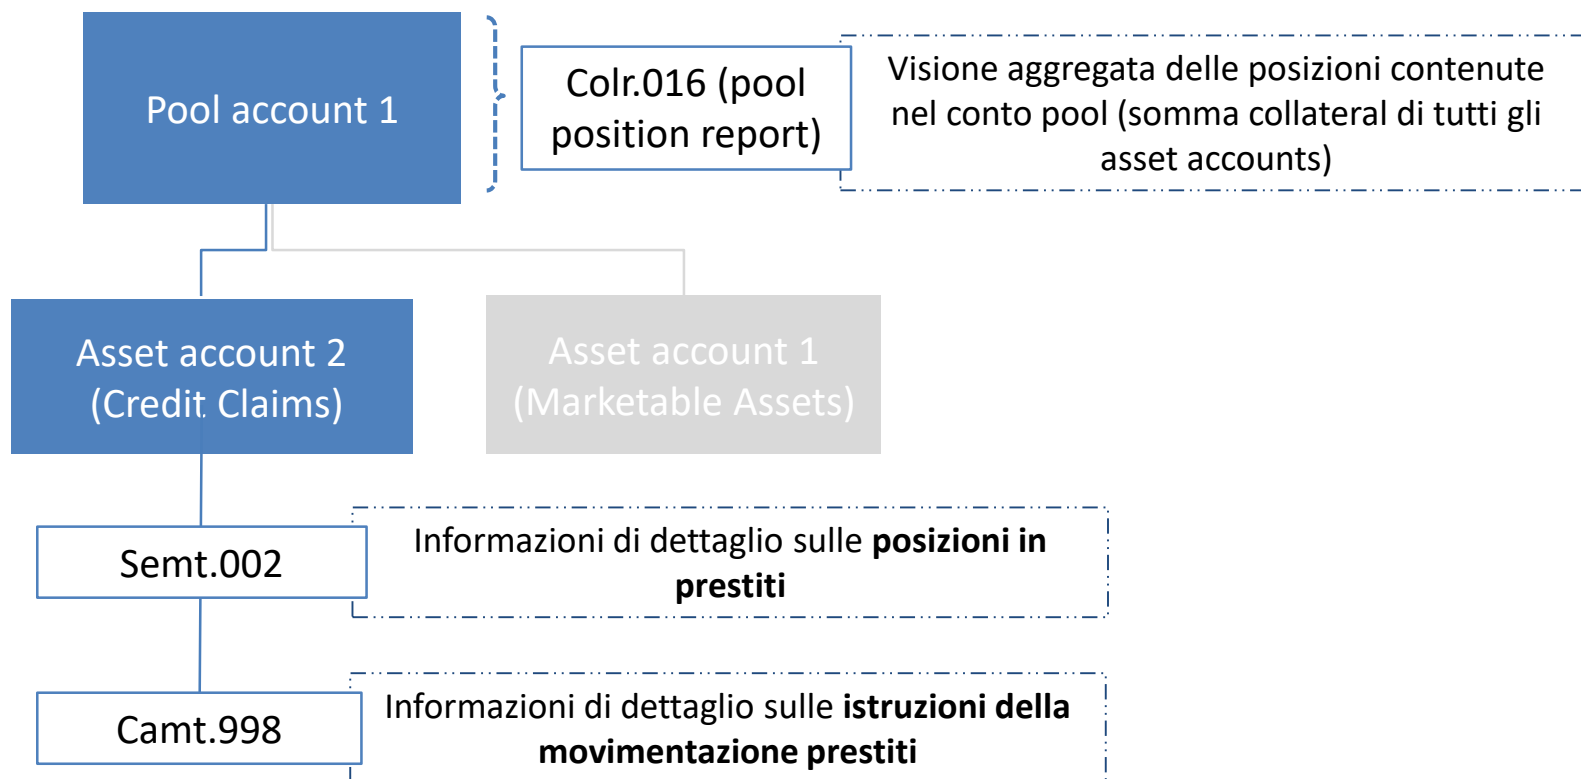 Pool account 1
Colr.016 (pool
position report)
Visione aggregata delle posizioni contenute
nel conto pool (somma collateral di tutti gli
asset accounts)
Asset account 2
(Credit Claims)
Asset account 1
(Marketable Assets)
Semt.002
Informazioni di dettaglio sulle posizioni in
prestiti
Camt.998
Informazioni di dettaglio sulle istruzioni della
movimentazione prestiti